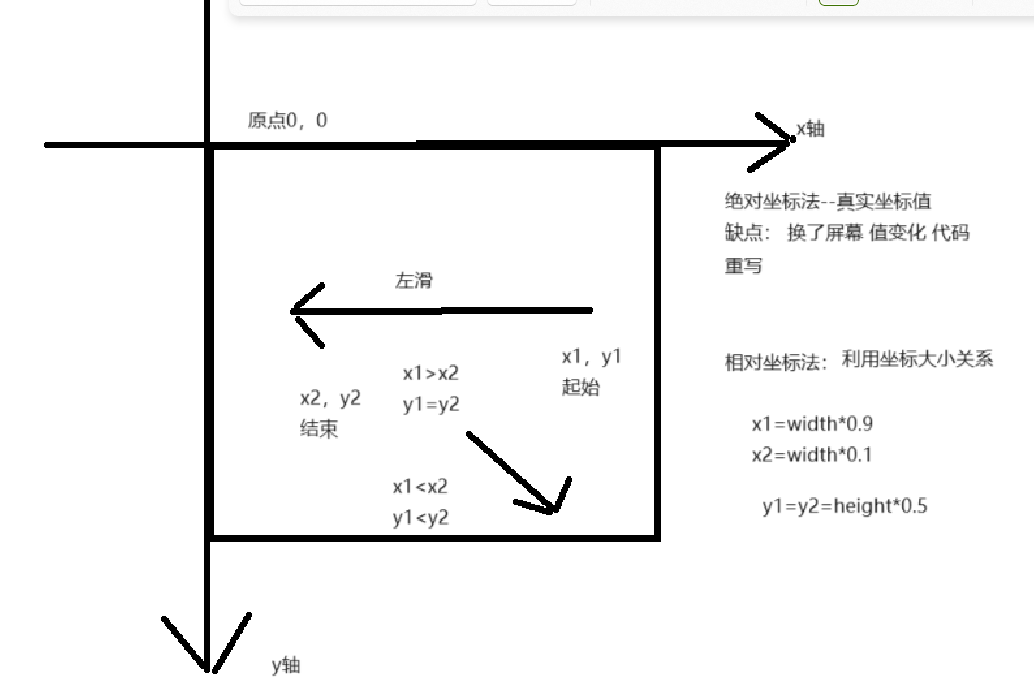 原点0，0
x轴
绝对坐标法--真实坐标值
缺点： 换了屏幕 值变化 代码
重写
左滑
x1，y1
起始
x1>x2
y1=y2
x2，y2
结束
相对坐标法： 利用坐标大小关系
x1=width*0.9
x2=width*0.1
y1=y2=height*0.5
x1<x2
y1<y2
y轴